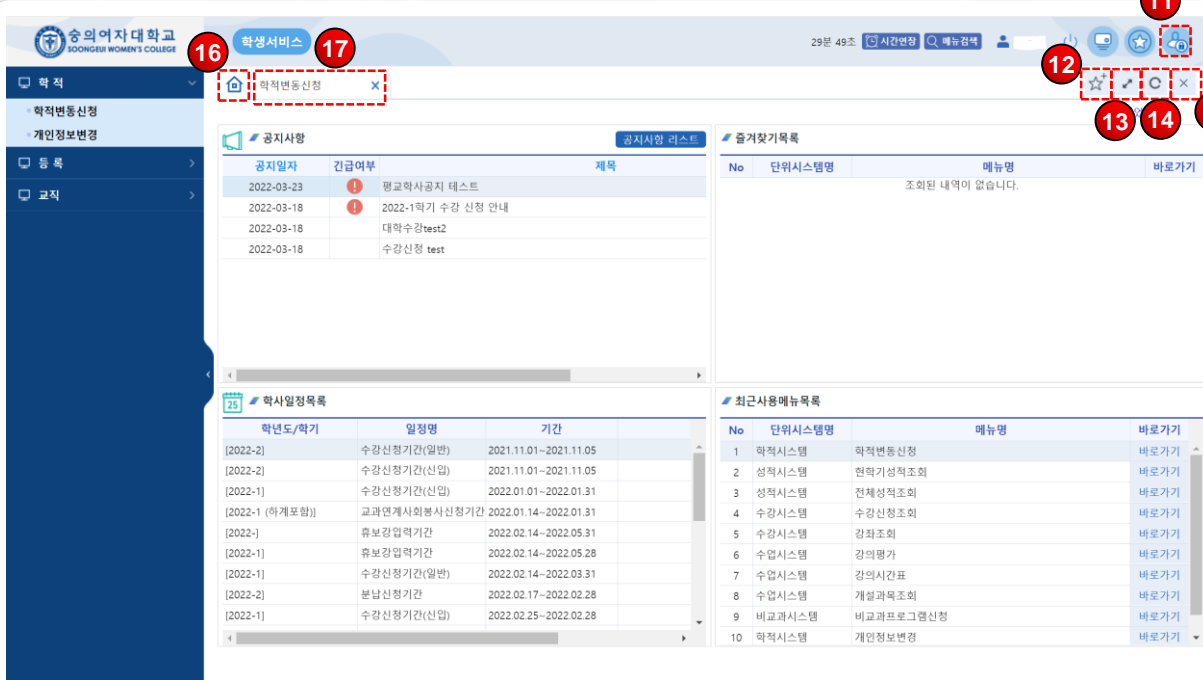 11
숭의여자대학교
SOONGEUI WOMEN'S COLLEGE
16
학생서비스
17
29분 49초
시간연장
메뉴검색
12
학적
학적변동신청
학적변동신청
개인정보변경
등록
교직
13
14
공지사항
공지사항 리스트
공지일자 긴급여부 제목
2022-03-23 평교학사공지 테스트
2022-03-18 2022-1학기 수강 신청 안내
2022-03-18 대학수강test2
2022-03-18 수강신청 test
즐겨찾기목록
No 단위시스템명 메뉴명 바로가기
조회된 내역이 없습니다.
25
학사일정목록
학년도/학기 일정명 기간
[2022-2] 수강신청기간(일반) 2021.11.01~2021.11.05
[2022-2] 수강신청기간(신입) 2021.11.01~2021.11.05
[2022-1] 수강신청기간(신입) 2022.01.01~2022.01.31
[2022-1 (하계포함)] 교과연계사회봉사신청기간 2022.01.14~2022.01.31
[2022-] 휴보강입력기간 2022.02.14~2022.05.31
[2022-1] 휴보강입력기간 2022.02.14~2022.05.28
[2022-1] 수강신청기간(일반) 2022.02.14~2022.03.31
[2022-2] 분납신청기간 2022.02.17~2022.02.28
[2022-1] 수강신청기간(신입) 2022.02.25~2022.02.28
최근사용메뉴목록
No 단위시스템명 메뉴명 바로가기
1 학적시스템 학적변동신청 바로가기
2 성적시스템 현학기성적조회 바로가기
3 성적시스템 전체성적조회 바로가기
4 수강시스템 수강신청조회 바로가기
5 수강시스템 강좌조회 바로가기
6 수업시스템 강의평가 바로가기
7 수업시스템 강의시간표 바로가기
8 수업시스템 개설과목조회 바로가기
9 비교과시스템 비교과프로그램신청 바로가기
10 학적시스템 개인정보변경 바로가기